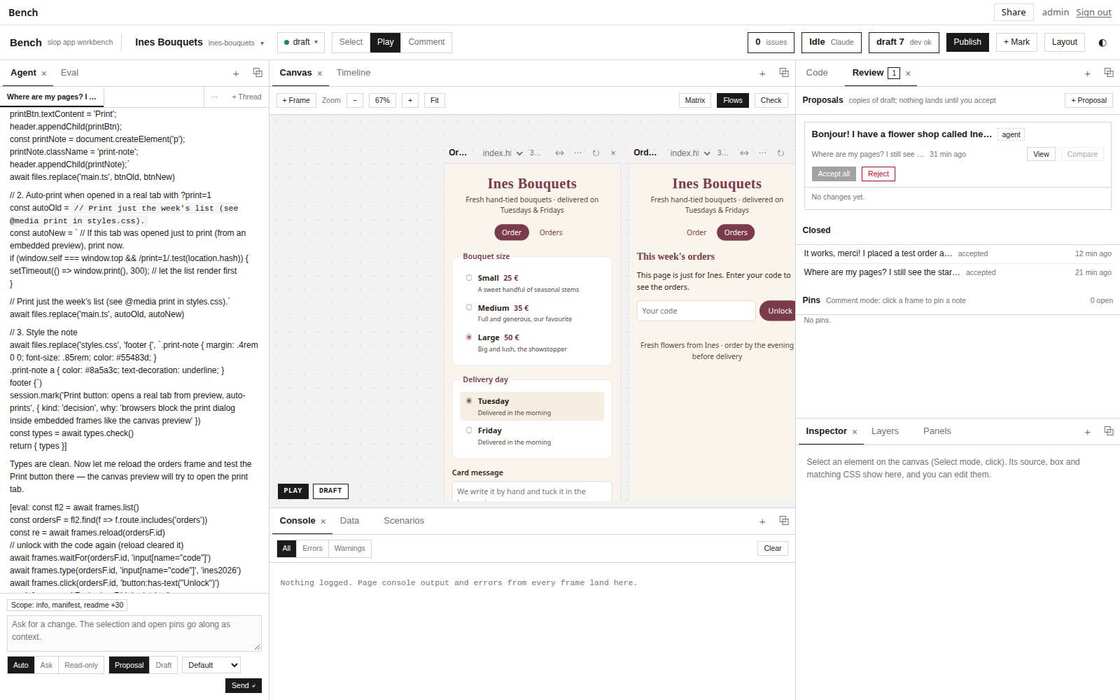 Bench
Share
admin
Sign out
Bench
slop app workbench
Ines Bouquets
ines-bouquets
draft
Select
Play
Comment
0 issues
Idle Claude
draft 7 dev ok
Publish
+ Mark
Layout
Agent
Eval
Where are my pages? I ...
+ Thread
printBtn.textContent = 'Print';
header.appendChild(printBtn);
const printNote = document.createElement('p');
printNote.className = 'print-note';
header.appendChild(printNote);`
await files.replace('main.ts', btnOld, btnNew)
// 2. Auto-print when opened in a real tab with ?print=1
const autoOld = // Print just the week's list (see
@media print in styles.css).
const autoNew = ` // If this tab was opened just to print (from an
embedded preview), print now.
if (window.self === window.top && /print=1/.test(location.hash)) {
setTimeout(() => window.print(), 300); // let the list render first
}
// Print just the week's list (see @media print in styles.css).`
await files.replace('main.ts', autoOld, autoNew)
// 3. Style the note
await files.replace('styles.css', 'footer {', `.print-note { margin: .4rem
0 0; font-size: .85rem; color: #55483d; }
.print-note a { color: #8a5a3c; text-decoration: underline; }
footer {`)
session.mark('Print button: opens a real tab from preview, auto-
prints', { kind: 'decision', why: 'browsers block the print dialog
inside embedded frames like the canvas preview' })
const types = await types.check()
return { types }]
Types are clean. Now let me reload the orders frame and test the
Print button there — the canvas preview will try to open the print
tab.
[eval: const fl2 = await frames.list()
const ordersF = fl2.find(f => f.route.includes('orders'))
const re = await frames.reload(ordersF.id)
// unlock with the code again (reload cleared it)
await frames.waitFor(ordersF.id, 'input[name="code"]')
await frames.type(ordersF.id, 'input[name="code"]', 'ines2026')
await frames.click(ordersF.id, 'button:has-text("Unlock")')
Scope: info, manifest, readme +30
Ask for a change. The selection and open pins go along as
context.
Auto
Ask
Read-only
Proposal
Draft
Default
Send
Canvas
Timeline
+ Frame
Zoom
67%
Fit
Matrix
Flows
Check
Or...
index.ht
3...
Ines Bouquets
Fresh hand-tied bouquets · delivered on
Tuesdays & Fridays
Order
Orders
Bouquet size
Small 25 €
A sweet handful of seasonal stems
Medium 35 €
Full and generous, our favourite
Large 50 €
Big and lush, the showstopper
Delivery day
Tuesday
Delivered in the morning
Friday
Delivered in the morning
Card message
We write it by hand and tuck it in the
Ord...
index.ht
3...
Ines Bouquets
Fresh hand-tied bouquets · delivered on
Tuesdays & Fridays
Order
Orders
This week's orders
This page is just for Ines. Enter your code to
see the orders.
Your code
Unlock
Fresh flowers from Ines · order by the evening
before delivery
PLAY
DRAFT
Console
Data
Scenarios
All
Errors
Warnings
Clear
Nothing logged. Page console output and errors from every frame land here.
Code
Review 1
Proposals
copies of draft; nothing lands until you accept
+ Proposal
Bonjour! I have a flower shop called Ine...
agent
Where are my pages? I still see ...
31 min ago
View
Compare
Accept all
Reject
No changes yet.
Closed
It works, merci! I placed a test order a...
accepted
12 min ago
Where are my pages? I still see the star...
accepted
21 min ago
Pins
Comment mode: click a frame to pin a note
0 open
No pins.
Inspector
Layers
Panels
Select an element on the canvas (Select mode, click). Its source, box and
matching CSS show here, and you can edit them.